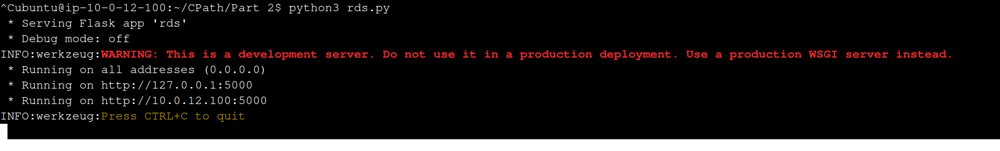 ^Cubuntu@ip-10-0-12-100:~/CPath/Part 2$ python3 rds.py
* Serving Flask app 'rds'
* Debug mode: off
INFO:werkzeug:WARNING: This is a development server. Do not use it in a production deployment. Use a production WSGI server instead.
* Running on all addresses (0.0.0.0)
* Running on http://127.0.0.1:5000
* Running on http://10.0.12.100:5000
INFO:werkzeug:Press CTRL+C to quit